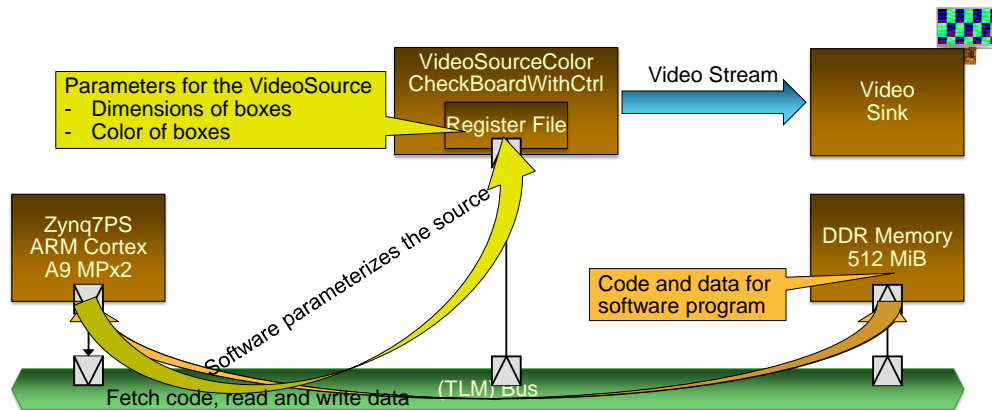 VideoSourceColor
CheckBoardWithCtrl
Register File
Parameters for the VideoSource
- Dimensions of boxes
- Color of boxes
Video Stream
Video
Sink
Zynq7PS
ARM Cortex
A9 MPx2
Software parameterizes the source
DDR Memory
512 MiB
Code and data for
software program
(TLM) Bus
Fetch code, read and write data